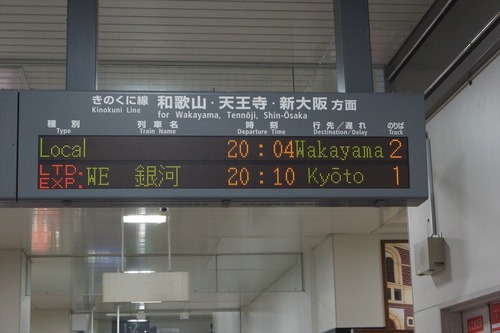 きのくに線 和歌山・天王寺・新大阪 方面
Kinokuni Line for Wakayama, Tennōji, Shin-Ōsaka
種別 列車名 時刻 行先/遅れ のりば
Type Train Name Departure Time Destination/Delay Track
Local 20:04 Wakayama 2
LTD. EXP. WE 銀河 20:10 Kyōto 1